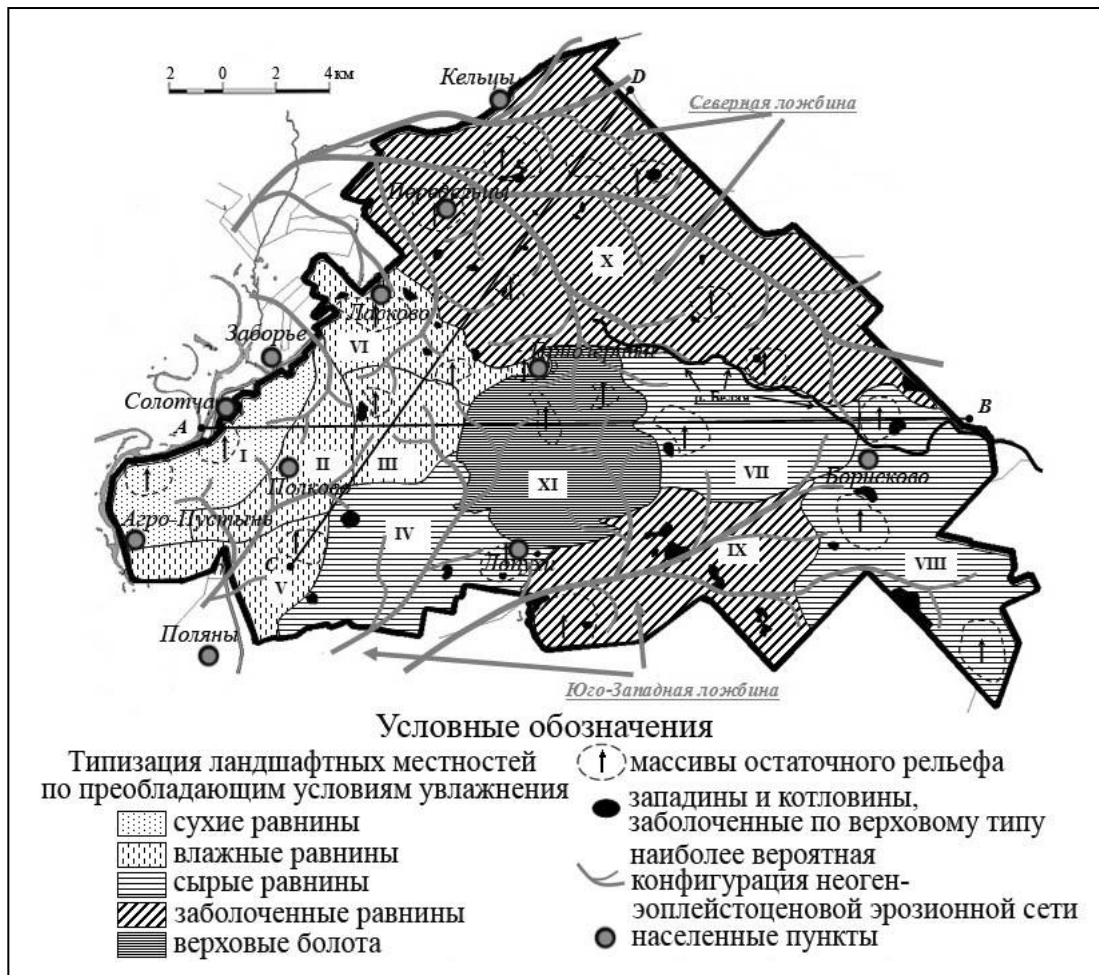 2 0 2 4 км
Кельцы
D
Северная ложбина
Передельцы
X
Ласково
Заборье
VI
Приозерный
р. Белая
Солотча
A
B
I
II
III
VII
Полково
XI
Борисково
Агро-Пустынь
IV
IX
C
Лопухи
VIII
V
Поляны
Юго-Западная ложбина
Условные обозначения
Типизация ландшафтных местностей
по преобладающим условиям увлажнения
сухие равнины
влажные равнины
сырые равнины
заболоченные равнины
верховые болота
массивы остаточного рельефа
западины и котловины,
заболоченные по верховому типу
наиболее вероятная
конфигурация неоген-
эоплейстоценовой эрозионной сети
населенные пункты